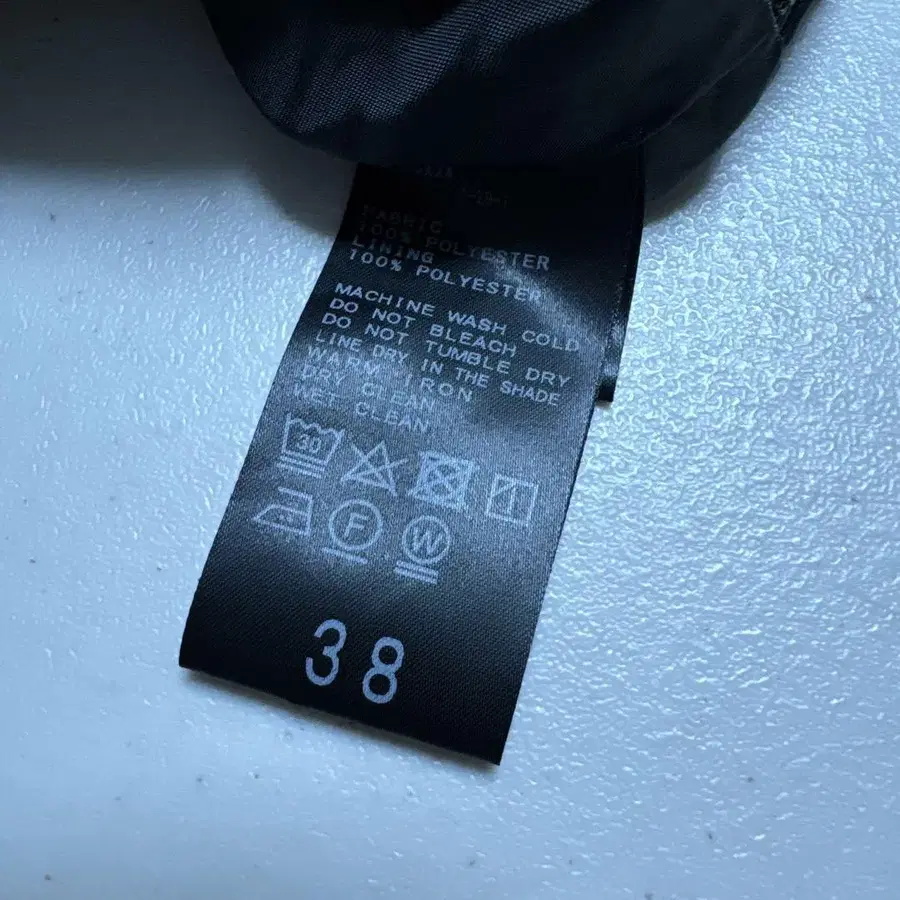 FABRIC
100% POLYESTER
LINING
100% POLYESTER
MACHINE WASH COLD
DO NOT BLEACH
DO NOT TUMBLE DRY
LINE DRY IN THE SHADE
WARM IRON
DRY CLEAN
WET CLEAN
30
F
W
38